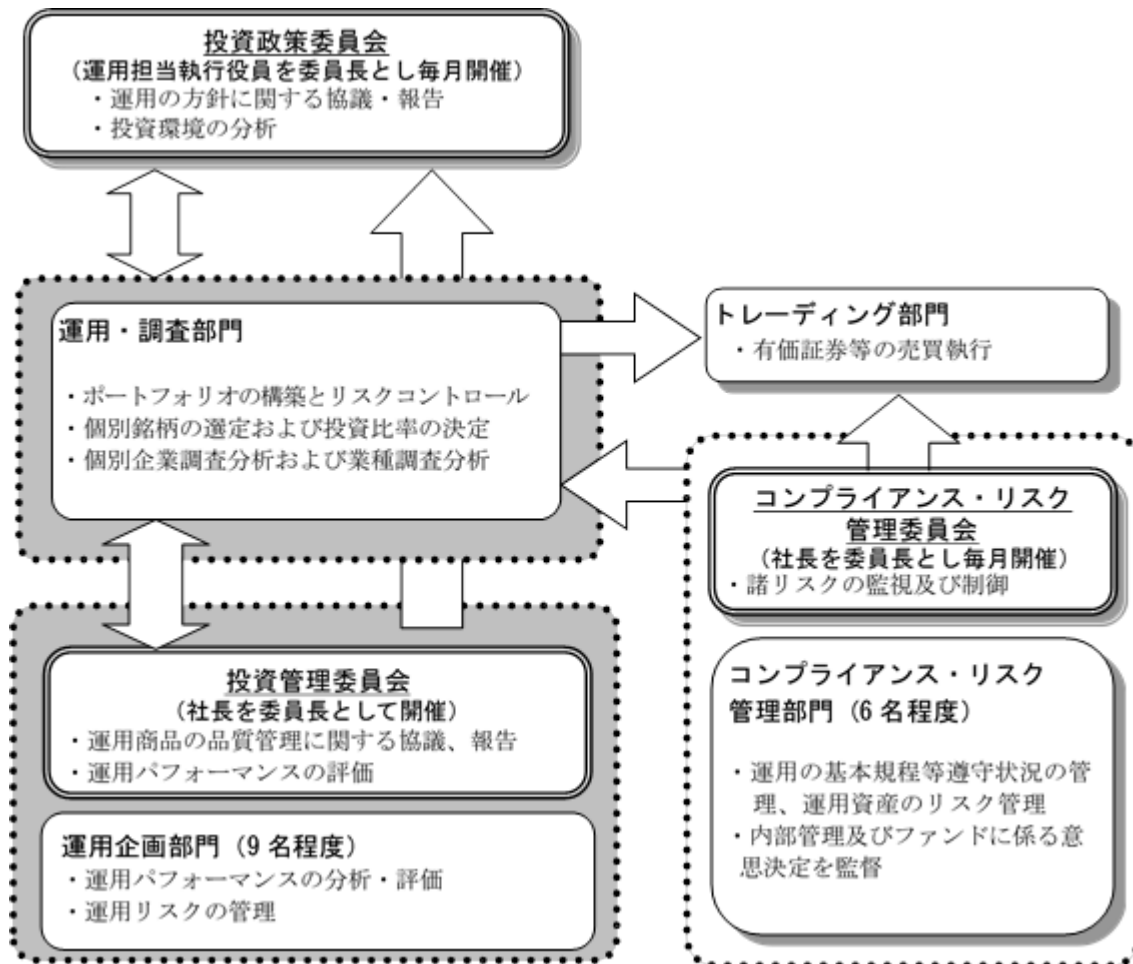 投資政策委員会
(運用担当執行役員を委員長とし毎月開催)
・運用の方針に関する協議・報告
・投資環境の分析
運用・調査部門
・ポートフォリオの構築とリスクコントロール
・個別銘柄の選定および投資比率の決定
・個別企業調査分析および業種調査分析
トレーディング部門
・有価証券等の売買執行
コンプライアンス・リスク
管理委員会
(社長を委員長とし毎月開催)
・諸リスクの監視及び制御
投資管理委員会
(社長を委員長として開催)
・運用商品の品質管理に関する協議、報告
・運用パフォーマンスの評価
運用企画部門(9名程度)
・運用パフォーマンスの分析・評価
・運用リスクの管理
コンプライアンス・リスク
管理部門(6名程度)
・運用の基本規程等遵守状況の管
理、運用資産のリスク管理
・内部管理及びファンドに係る意
思決定を監督